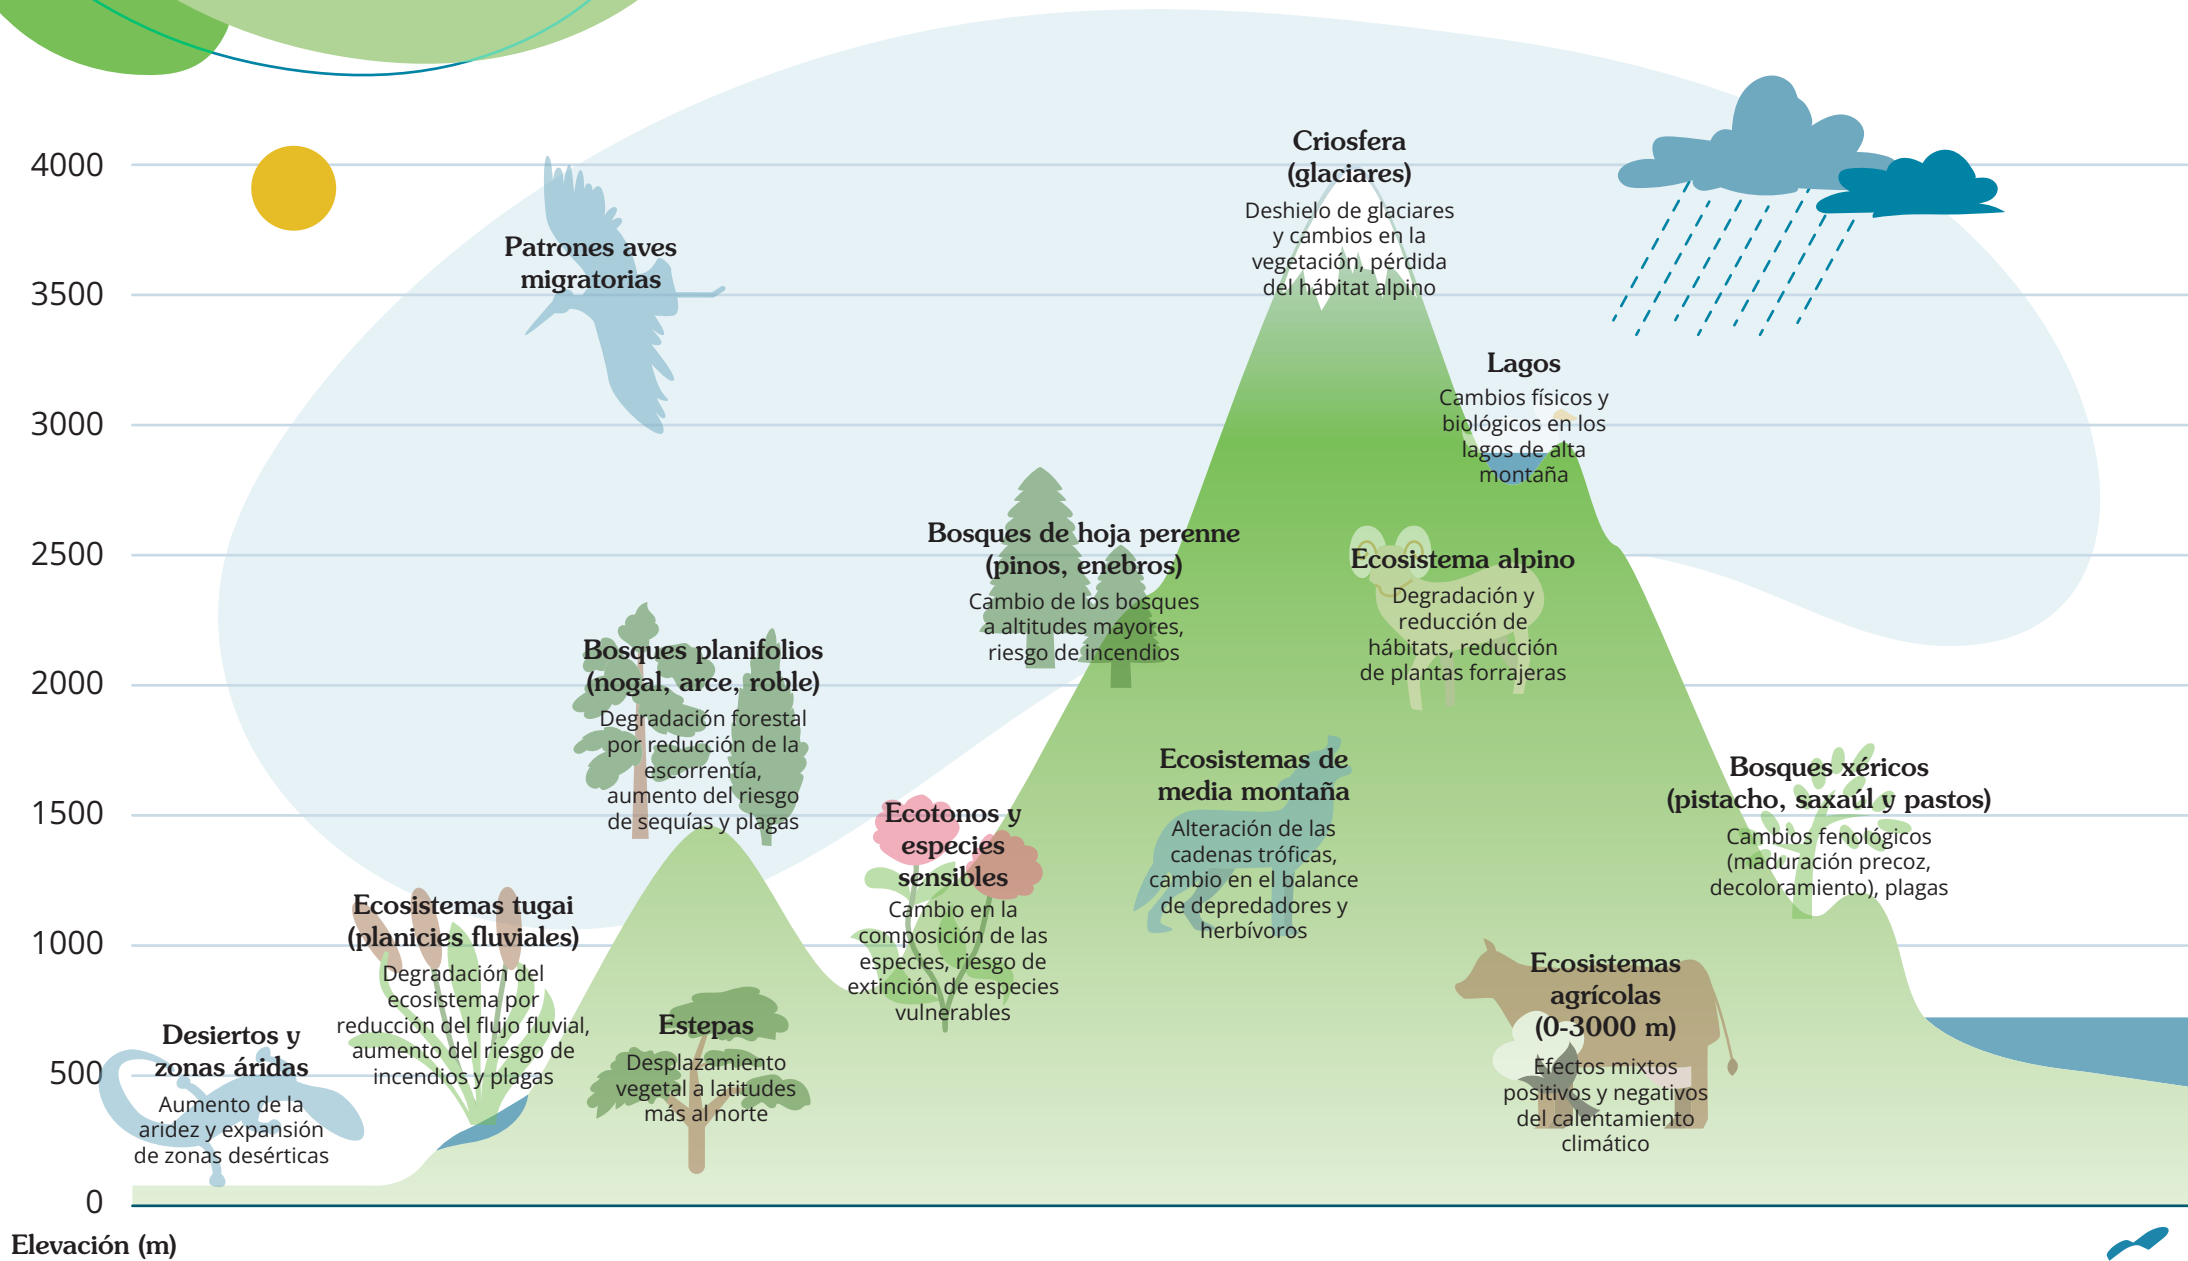 4000
3500
3000
2500
2000
1500
1000
500
0
Elevación (m)
Patrones aves
migratorias
Criosfera
(glaciares)
Deshielo de glaciares
y cambios en la
vegetación, pérdida
del hábitat alpino
Lagos
Cambios físicos y
biológicos en los
lagos de alta
montaña
Bosques de hoja perenne
(pinos, enebros)
Cambio de los bosques
a altitudes mayores,
riesgo de incendios
Ecosistema alpino
Degradación y
reducción de
hábitats, reducción
de plantas forrajeras
Bosques planifolios
(nogal, arce, roble)
Degradación forestal
por reducción de la
escorrentía,
aumento del riesgo
de sequías y plagas
Ecosistemas de
media montaña
Alteración de las
cadenas tróficas,
cambio en el balance
de depredadores y
herbívoros
Bosques xéricos
(pistacho, saxaúl y pastos)
Cambios fenológicos
(maduración precoz,
decoloramiento), plagas
Ecotonos y
especies
sensibles
Cambio en la
composición de las
especies, riesgo de
extinción de especies
vulnerables
Ecosistemas tugai
(planicies fluviales)
Degradación del
ecosistema por
reducción del flujo fluvial,
aumento del riesgo de
incendios y plagas
Ecosistemas
agrícolas
(0-3000 m)
Efectos mixtos
positivos y negativos
del calentamiento
climático
Desiertos y
zonas áridas
Aumento de la
aridez y expansión
de zonas desérticas
Estepas
Desplazamiento
vegetal a latitudes
más al norte